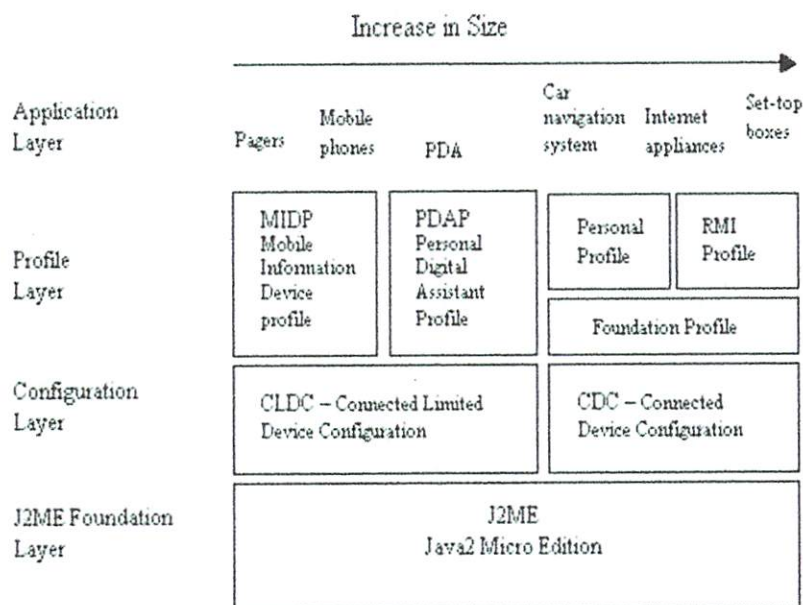 Increase in Size
Application
Layer
Pagers
Mobile
phones
PDA
Car
navigation
system
Internet
appliances
Set-top
boxes
Profile
Layer
MIDP
Mobile
Information
Device
profile
PDAP
Personal
Digital
Assistant
Profile
Personal
Profile
RMI
Profile
Foundation Profile
Configuration
Layer
CLDC – Connected Limited
Device Configuration
CDC – Connected
Device Configuration
J2ME Foundation
Layer
J2ME
Java2 Micro Edition